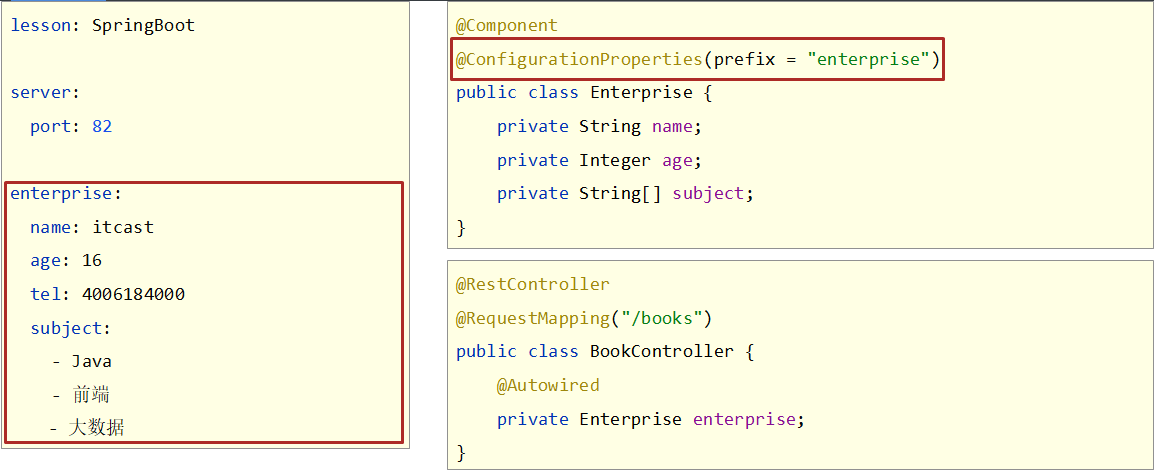 lesson: SpringBoot
server:
  port: 82
enterprise:
  name: itcast
  age: 16
  tel: 4006184000
  subject:
    - Java
    - 前端
    - 大数据
@Component
@ConfigurationProperties(prefix = "enterprise")
public class Enterprise {
    private String name;
    private Integer age;
    private String[] subject;
}
@RestController
@RequestMapping("/books")
public class BookController {
    @Autowired
    private Enterprise enterprise;
}